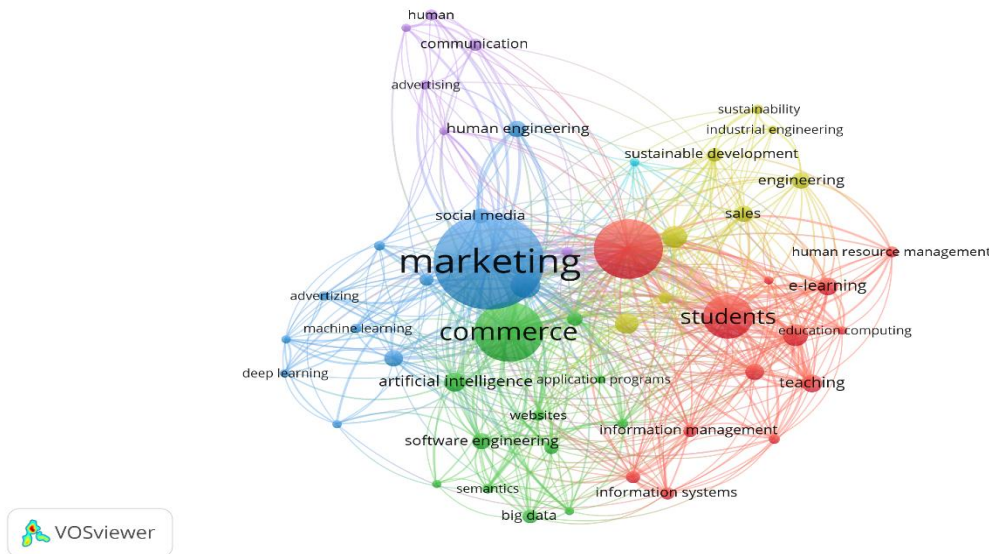 human
communication
advertising
sustainability
human engineering
industrial engineering
sustainable development
engineering
social media
sales
marketing
human resource management
e-learning
advertizing
students
machine learning
commerce
education computing
deep learning
artificial intelligence
application programs
teaching
websites
information management
software engineering
semantics
information systems
big data
VOSviewer